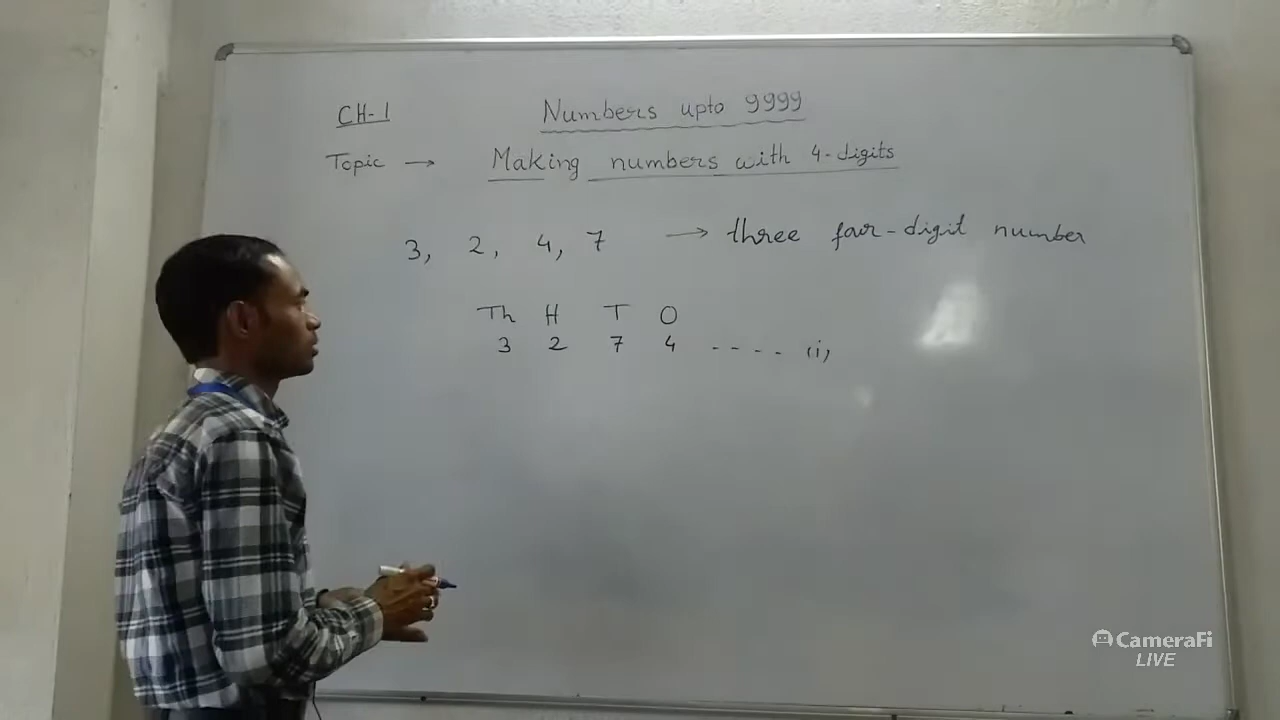 CH-1 Numbers upto 9999
Topic → Making numbers with 4-digits
3, 2, 4, 7 → three four-digit number
Th H T O
3 2 7 4 ---- (i)
CameraFi
LIVE